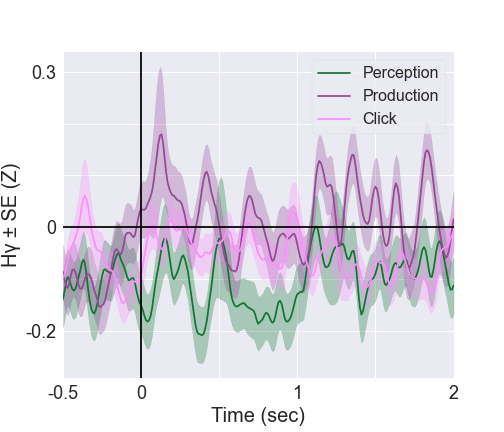 Perception
Production
Click
0.3
0
-0.2
Hγ ± SE (Z)
-0.5
0
1
2
Time (sec)